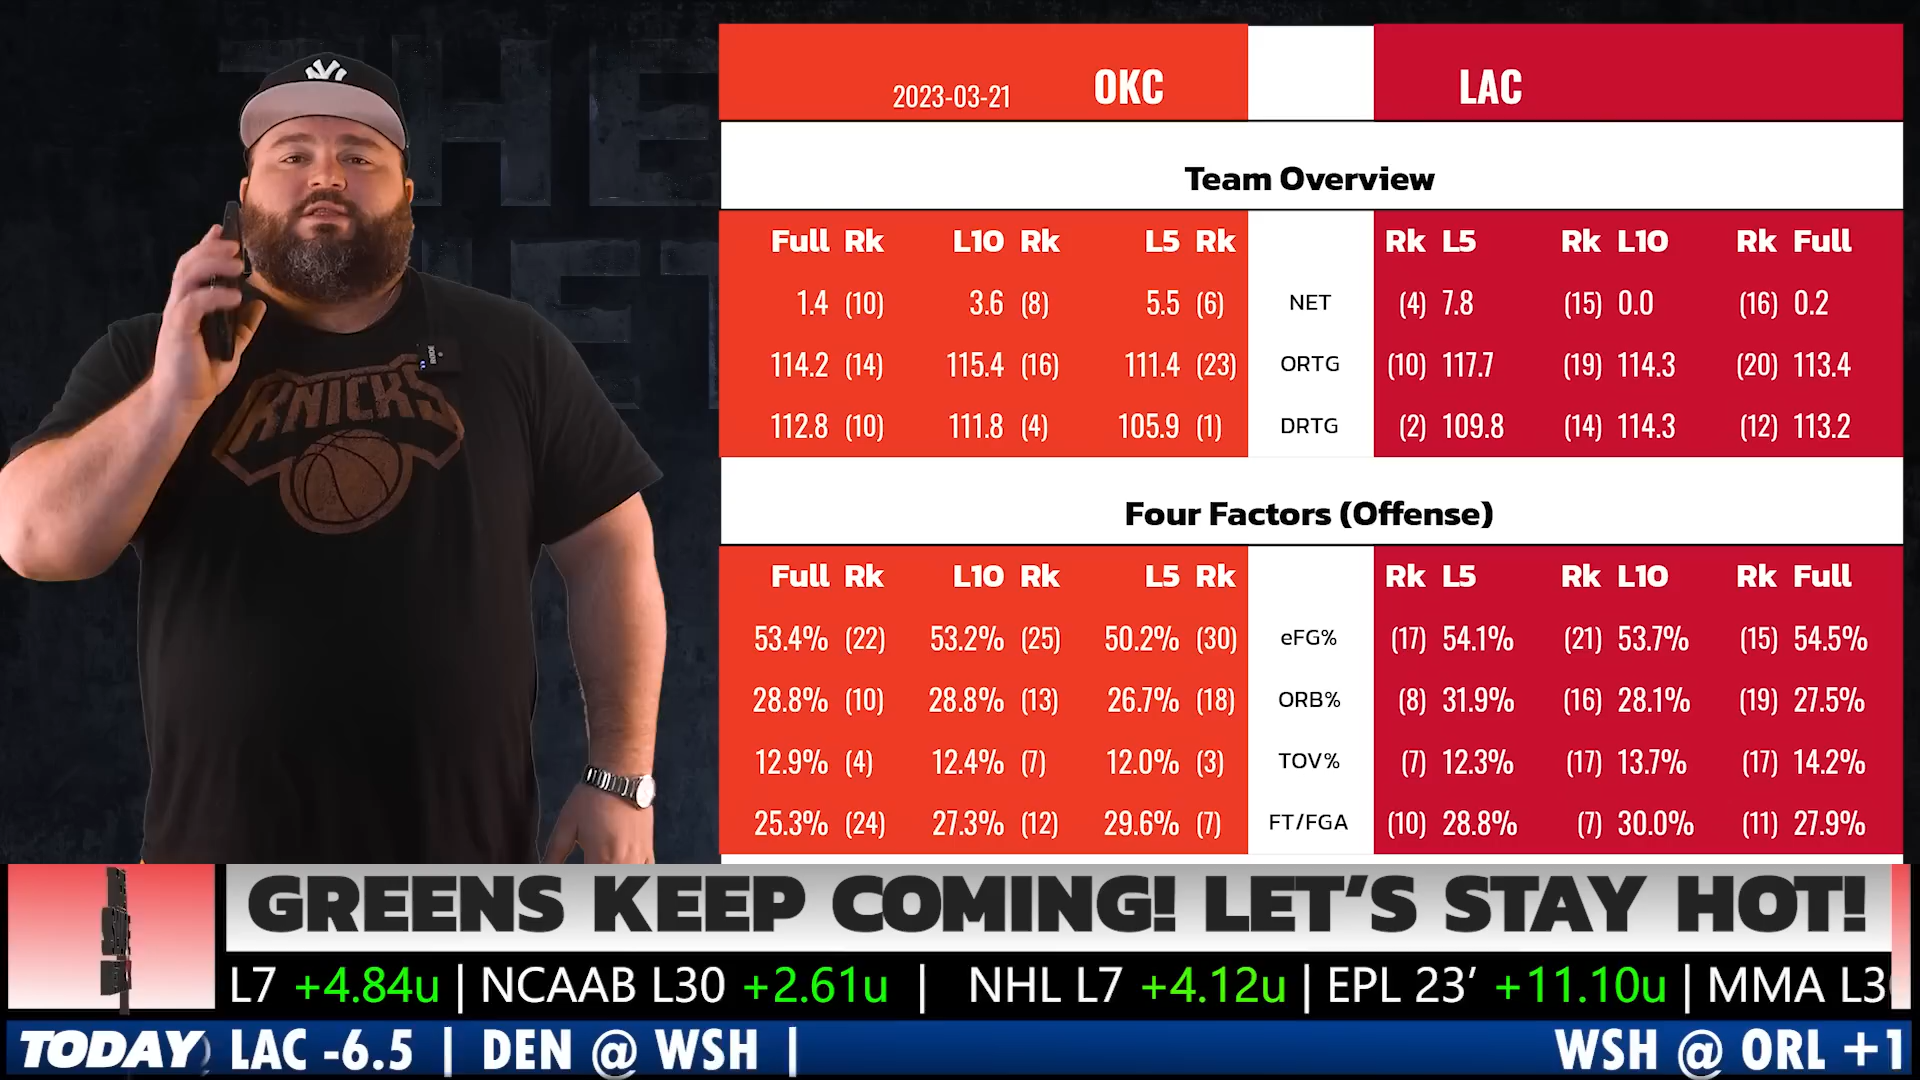 THE
BET
NY
KNICKS
RODE
2023-03-21 OKC LAC
Team Overview
Full Rk L10 Rk L5 Rk Rk L5 Rk L10 Rk Full
1.4 (10) 3.6 (8) 5.5 (6) NET (4) 7.8 (15) 0.0 (16) 0.2
114.2 (14) 115.4 (16) 111.4 (23) ORTG (10) 117.7 (19) 114.3 (20) 113.4
112.8 (10) 111.8 (4) 105.9 (1) DRTG (2) 109.8 (14) 114.3 (12) 113.2
Four Factors (Offense)
Full Rk L10 Rk L5 Rk Rk L5 Rk L10 Rk Full
53.4% (22) 53.2% (25) 50.2% (30) eFG% (17) 54.1% (21) 53.7% (15) 54.5%
28.8% (10) 28.8% (13) 26.7% (18) ORB% (8) 31.9% (16) 28.1% (19) 27.5%
12.9% (4) 12.4% (7) 12.0% (3) TOV% (7) 12.3% (17) 13.7% (17) 14.2%
25.3% (24) 27.3% (12) 29.6% (7) FT/FGA (10) 28.8% (7) 30.0% (11) 27.9%
GREENS KEEP COMING! LET'S STAY HOT!
L7 +4.84u | NCAAB L30 +2.61u | NHL L7 +4.12u | EPL 23' +11.10u | MMA L3
TODAY LAC -6.5 | DEN @ WSH | WSH @ ORL +1